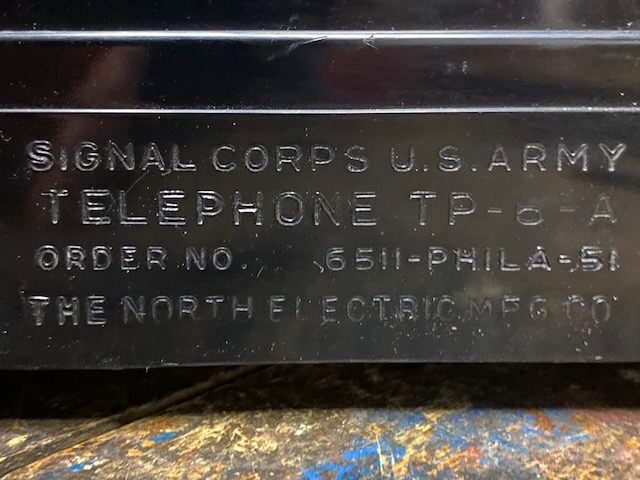 SIGNAL CORPS U.S. ARMY
TELEPHONE TP-6-A
ORDER NO. 6511-PHILA-51
THE NORTH ELECTRIC MFG CO